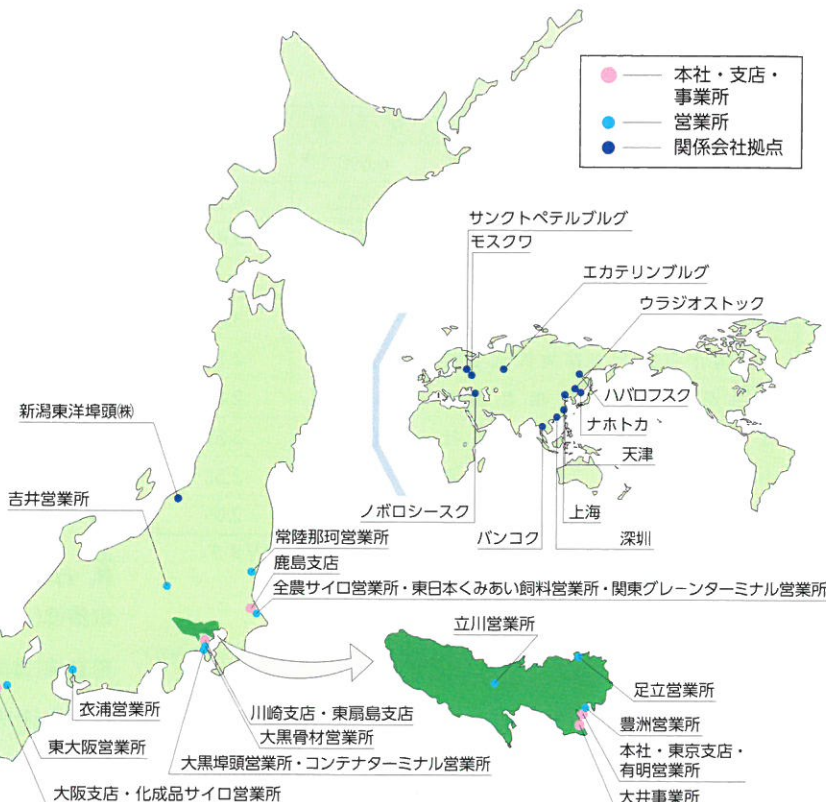 本社・支店・
事業所
営業所
関係会社拠点
サンクトペテルブルグ
モスクワ
エカテリンブルグ
ウラジオストック
ハバロフスク
ナホトカ
天津
上海
深圳
バンコク
ノボロシースク
新潟東洋埠頭㈱
吉井営業所
常陸那珂営業所
鹿島支店
全農サイロ営業所・東日本くみあい飼料営業所・関東グレーンターミナル営業所
立川営業所
足立営業所
豊洲営業所
本社・東京支店・
有明営業所
大井事業所
川崎支店・東扇島支店
大黒骨材営業所
大黒埠頭営業所・コンテナターミナル営業所
衣浦営業所
東大阪営業所
大阪支店・化成品サイロ営業所